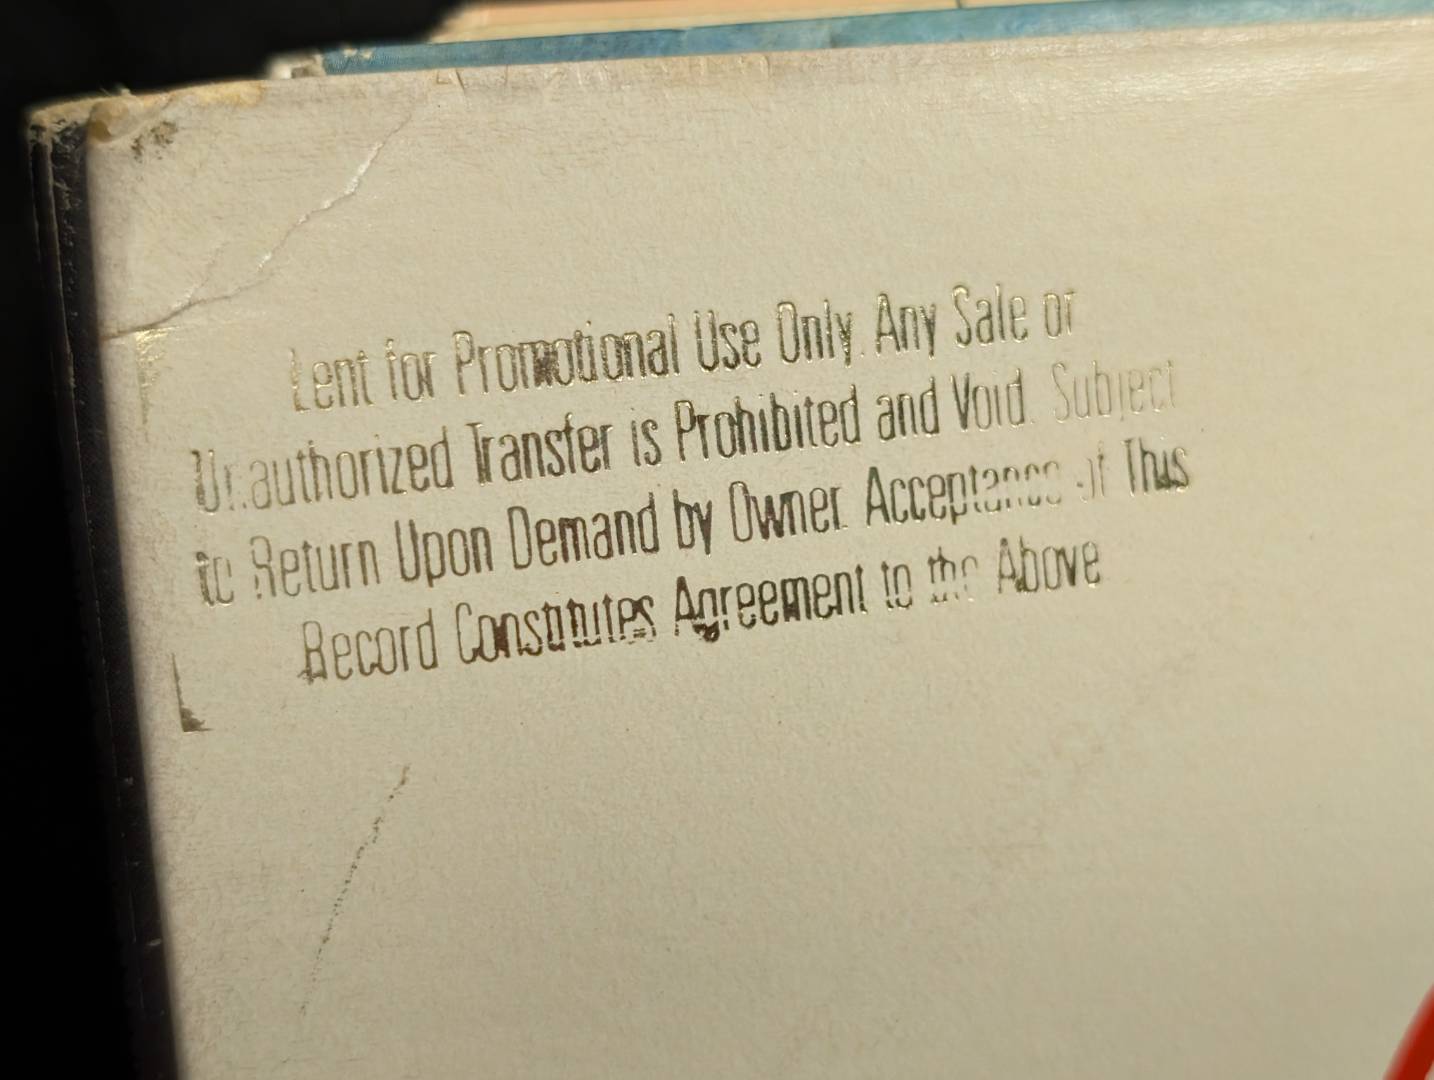 Lent for Promotional Use Only. Any Sale or
Unauthorized Transfer is Prohibited and Void. Subject
to Return Upon Demand by Owner. Acceptance of This
Record Constitutes Agreement to the Above